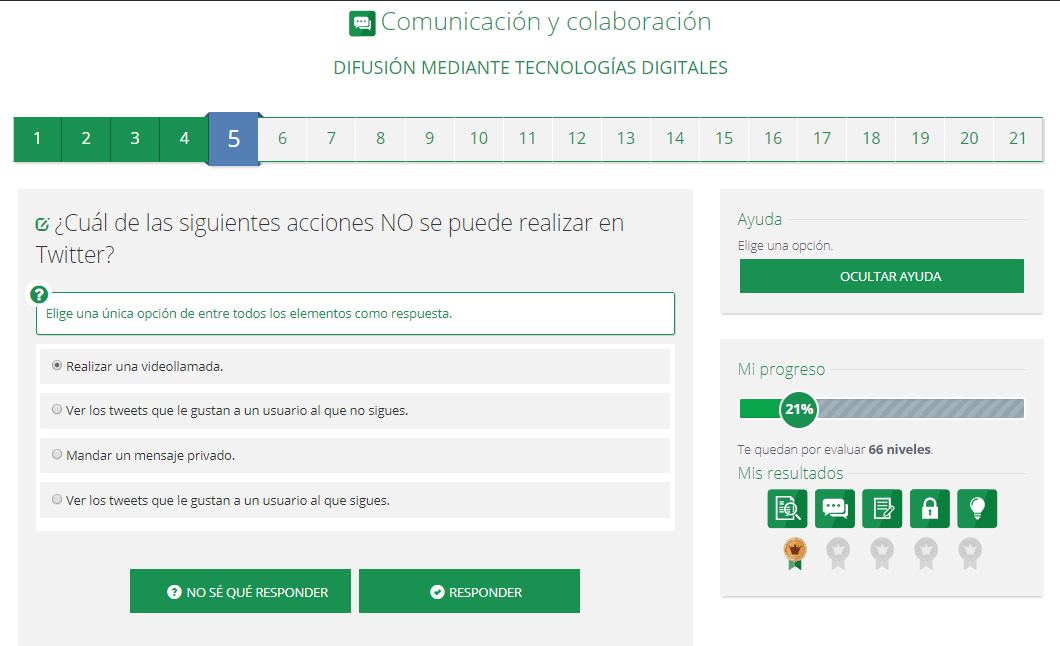 Comunicación y colaboración
DIFUSIÓN MEDIANTE TECNOLOGÍAS DIGITALES
1 2 3 4 5 6 7 8 9 10 11 12 13 14 15 16 17 18 19 20 21
¿Cuál de las siguientes acciones NO se puede realizar en
Twitter?
?
Elige una única opción de entre todos los elementos como respuesta.
Realizar una videollamada.
Ver los tweets que le gustan a un usuario al que no sigues.
Mandar un mensaje privado.
Ver los tweets que le gustan a un usuario al que sigues.
? NO SÉ QUÉ RESPONDER
RESPONDER
Ayuda
Elige una opción.
OCULTAR AYUDA
Mi progreso
21%
Te quedan por evaluar 66 niveles.
Mis resultados